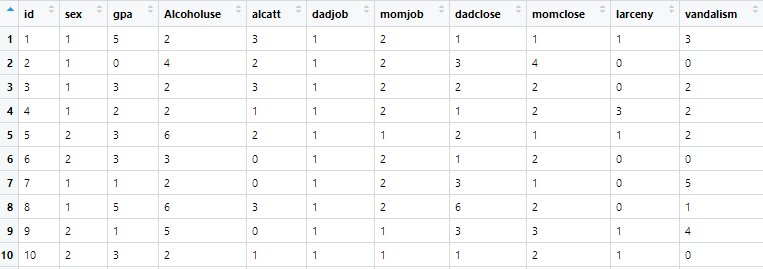 id sex gpa Alcoholuse alcatt dadjob momjob dadclose momclose larceny vandalism
1 1 1 5 2 3 1 2 1 1 1 3
2 2 1 0 4 2 1 2 3 4 0 0
3 3 1 3 2 3 1 2 2 2 0 2
4 4 1 2 2 1 1 2 1 2 3 2
5 5 2 3 6 2 1 1 2 1 1 2
6 6 2 3 3 0 1 2 1 2 0 0
7 7 1 1 2 0 1 2 3 1 0 5
8 8 1 5 6 3 1 2 6 2 0 1
9 9 2 1 5 0 1 1 3 3 1 4
10 10 2 3 2 1 1 1 1 2 1 0